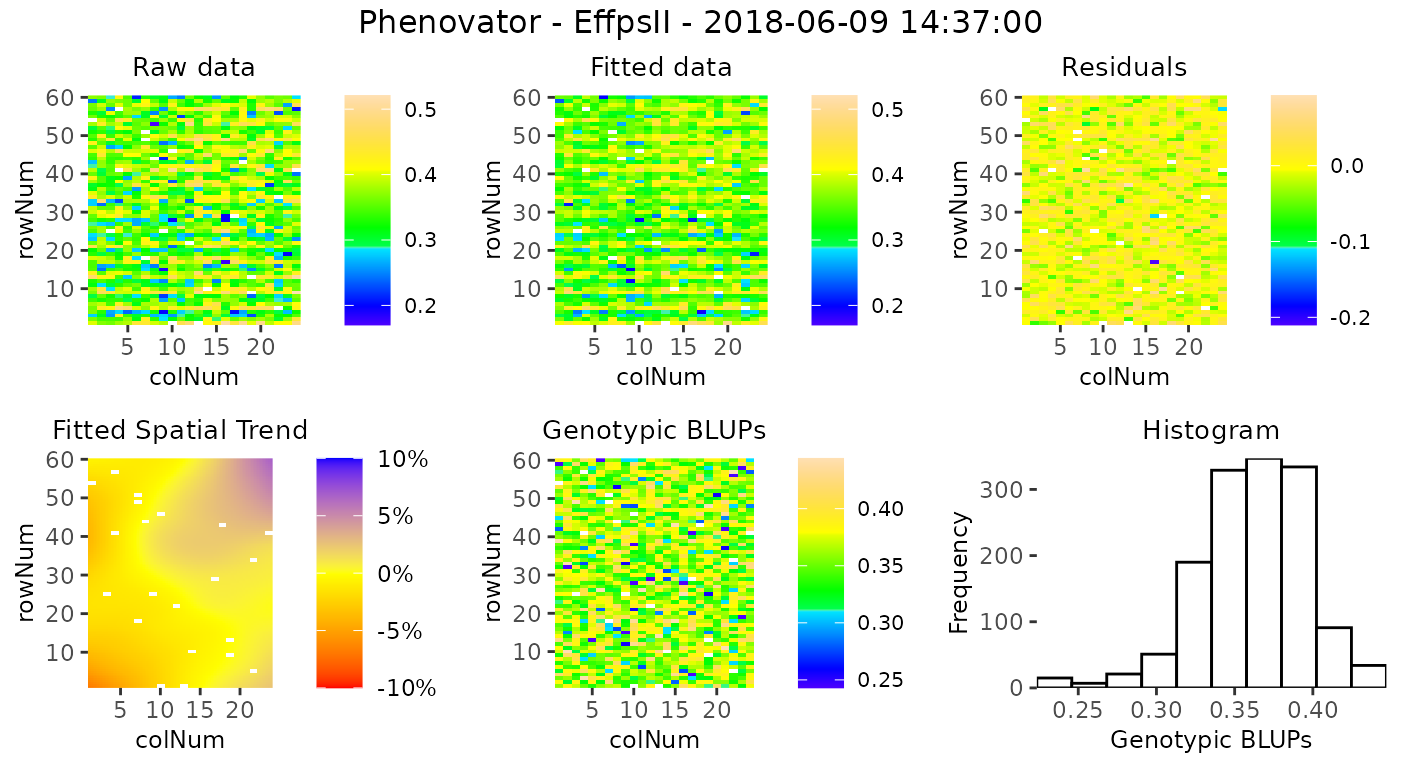 Phenovator - EffpsII - 2018-06-09 14:37:00
Raw data
60
50
40
30
20
10
rowNum
5 10 15 20
colNum
0.5
0.4
0.3
0.2
Fitted data
60
50
40
30
20
10
rowNum
5 10 15 20
colNum
0.5
0.4
0.3
0.2
Residuals
60
50
40
30
20
10
rowNum
5 10 15 20
colNum
0.0
-0.1
-0.2
Fitted Spatial Trend
60
50
40
30
20
10
rowNum
5 10 15 20
colNum
10%
5%
0%
-5%
-10%
Genotypic BLUPs
60
50
40
30
20
10
rowNum
5 10 15 20
colNum
0.40
0.35
0.30
0.25
Histogram
300
200
100
0
Frequency
0.25 0.30 0.35 0.40
Genotypic BLUPs